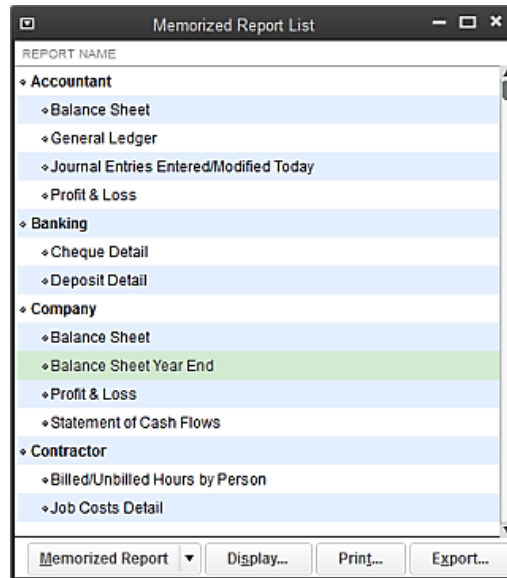 Memorized Report List
REPORT NAME
Accountant
Balance Sheet
General Ledger
Journal Entries Entered/Modified Today
Profit & Loss
Banking
Cheque Detail
Deposit Detail
Company
Balance Sheet
Balance Sheet Year End
Profit & Loss
Statement of Cash Flows
Contractor
Billed/Unbilled Hours by Person
Job Costs Detail
Memorized Report Display... Print... Export...